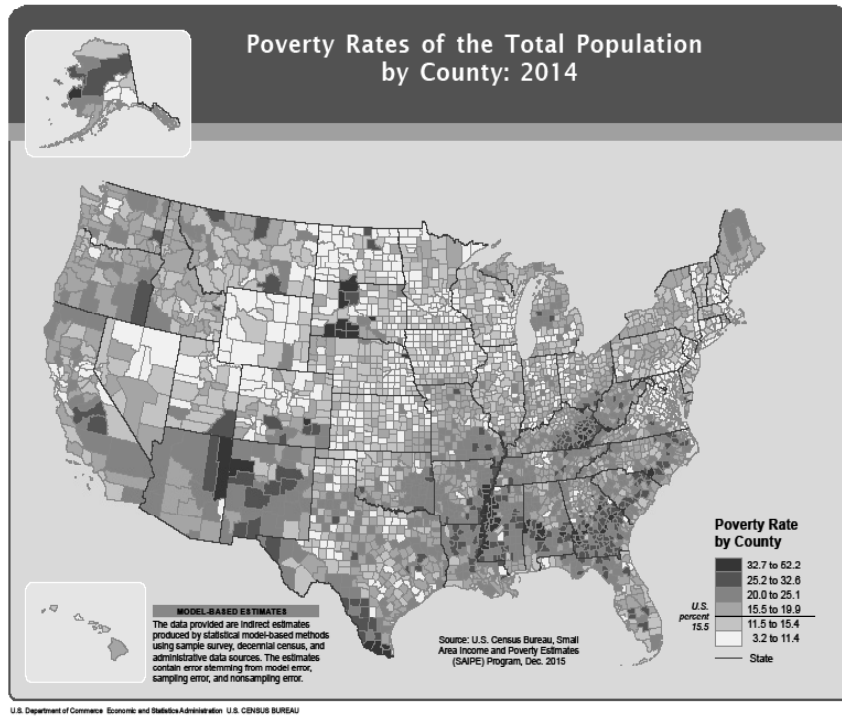 Poverty Rates of the Total Population
by County: 2014
Poverty Rate
by County
32.7 to 52.2
25.2 to 32.6
20.0 to 25.1
15.5 to 19.9
11.5 to 15.4
3.2 to 11.4
U.S.
percent
15.5
State
MODEL-BASED ESTIMATES
The data provided are indirect estimates
produced by statistical model-based methods
using sample survey, decennial census, and
administrative data sources. The estimates
contain error stemming from model error,
sampling error, and nonsampling error.
Source: U.S. Census Bureau, Small
Area Income and Poverty Estimates
(SAIPE) Program, Dec. 2015
U.S. Department of Commerce Economic and Statistics Administration U.S. CENSUS BUREAU